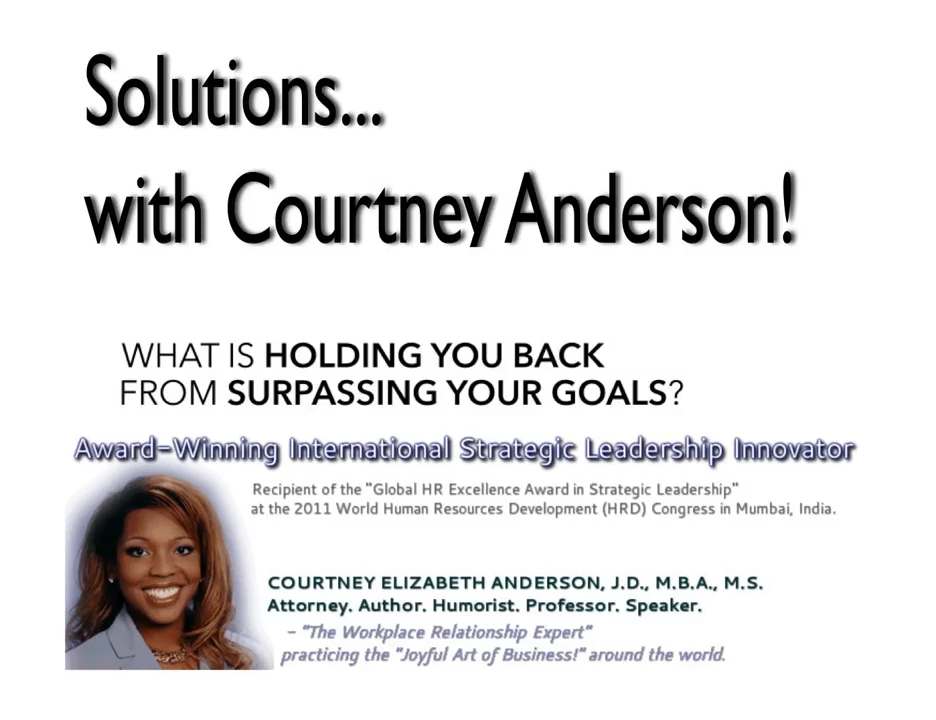 Solutions...
with Courtney Anderson!
WHAT IS HOLDING YOU BACK
FROM SURPASSING YOUR GOALS?
Award-Winning International Strategic Leadership Innovator
Recipient of the "Global HR Excellence Award in Strategic Leadership"
at the 2011 World Human Resources Development (HRD) Congress in Mumbai, India.
COURTNEY ELIZABETH ANDERSON, J.D., M.B.A., M.S.
Attorney. Author. Humorist. Professor. Speaker.
- "The Workplace Relationship Expert"
practicing the "Joyful Art of Business!" around the world.